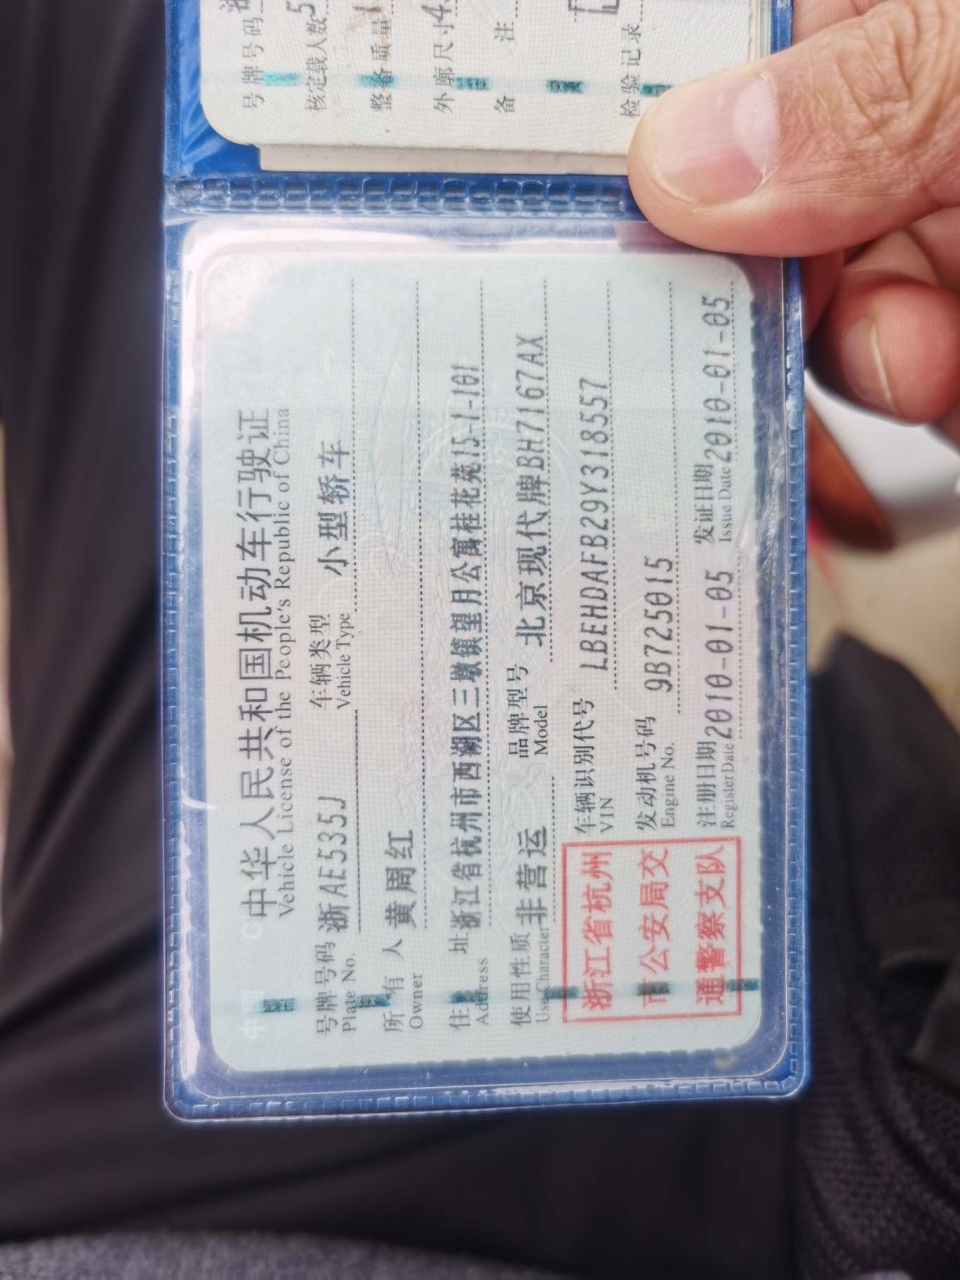 中华人民共和国机动车行驶证
Vehicle License of the People's Republic of China
号牌号码 浙AE535J 车辆类型 小型轿车
Plate No. Vehicle Type
所有人 黄周红
Owner
住址 浙江省杭州市西湖区三墩镇望月公寓桂花苑15-1-101
Address
使用性质 非营运 品牌型号 北京现代牌BH7167AX
Use Character Model
浙江省杭州
市公安局交
通警察支队
车辆识别代号 LBEHDAFB29Y318557
VIN
发动机号码 9B725015
Engine No.
注册日期 2010-01-05 发证日期 2010-01-05
Register Date Issue Date
号牌号码
核定载人数 5
整备质量 1
外廓尺寸 4
备注
检验记录